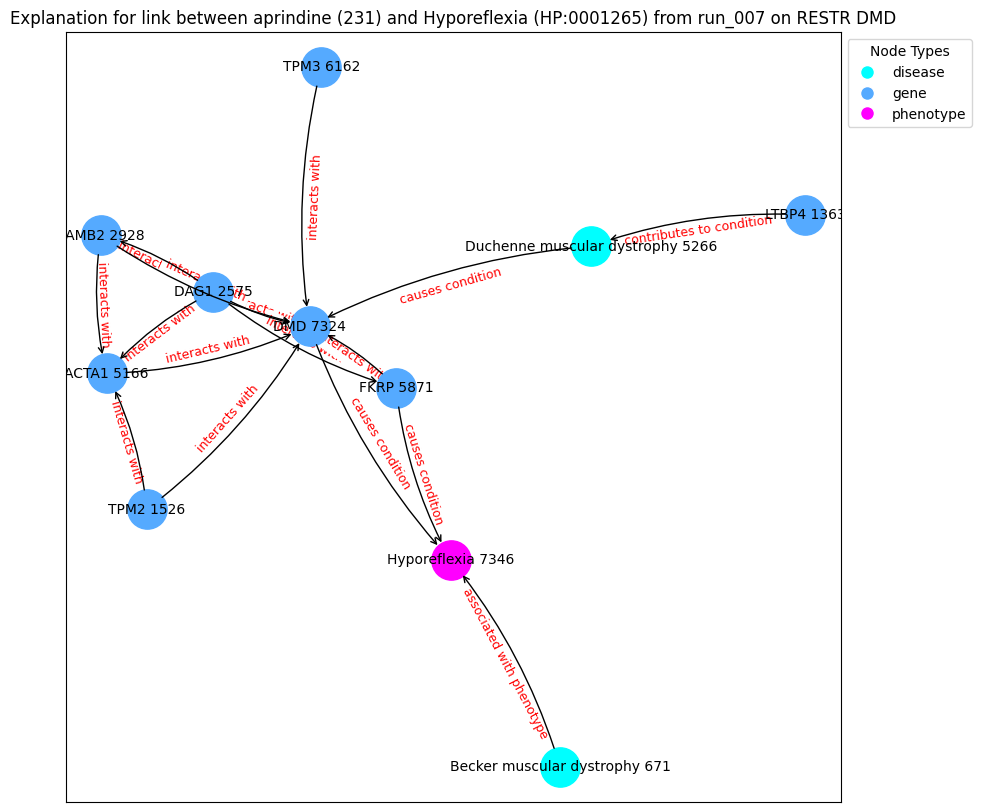 Explanation for link between aprindine (231) and Hyporeflexia (HP:0001265) from run_007 on RESTR DMD
Node Types
disease
gene
phenotype
TPM3 6162
interacts with
LTBP4 1363
contributes to condition
AMB2 2928
Duchenne muscular dystrophy 5266
causes condition
interacts with
DAG1 2575
interacts with
DMD 7324
interacts with
ACTA1 5166
FKRP 5871
interacts with
interacts with
causes condition
causes condition
TPM2 1526
Hyporeflexia 7346
associated with phenotype
Becker muscular dystrophy 671